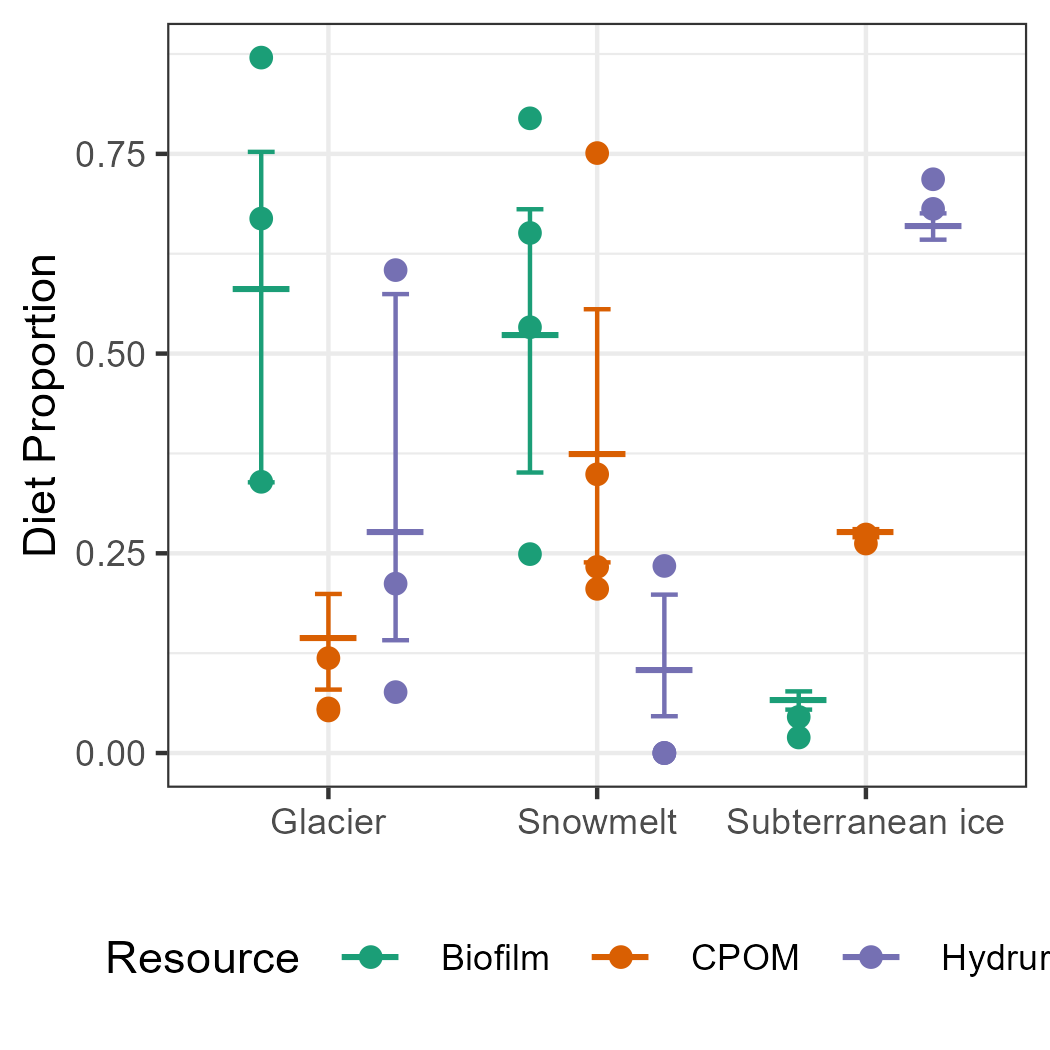 Diet Proportion
0.75
0.50
0.25
0.00
Glacier Snowmelt Subterranean ice
Resource Biofilm CPOM Hydrur